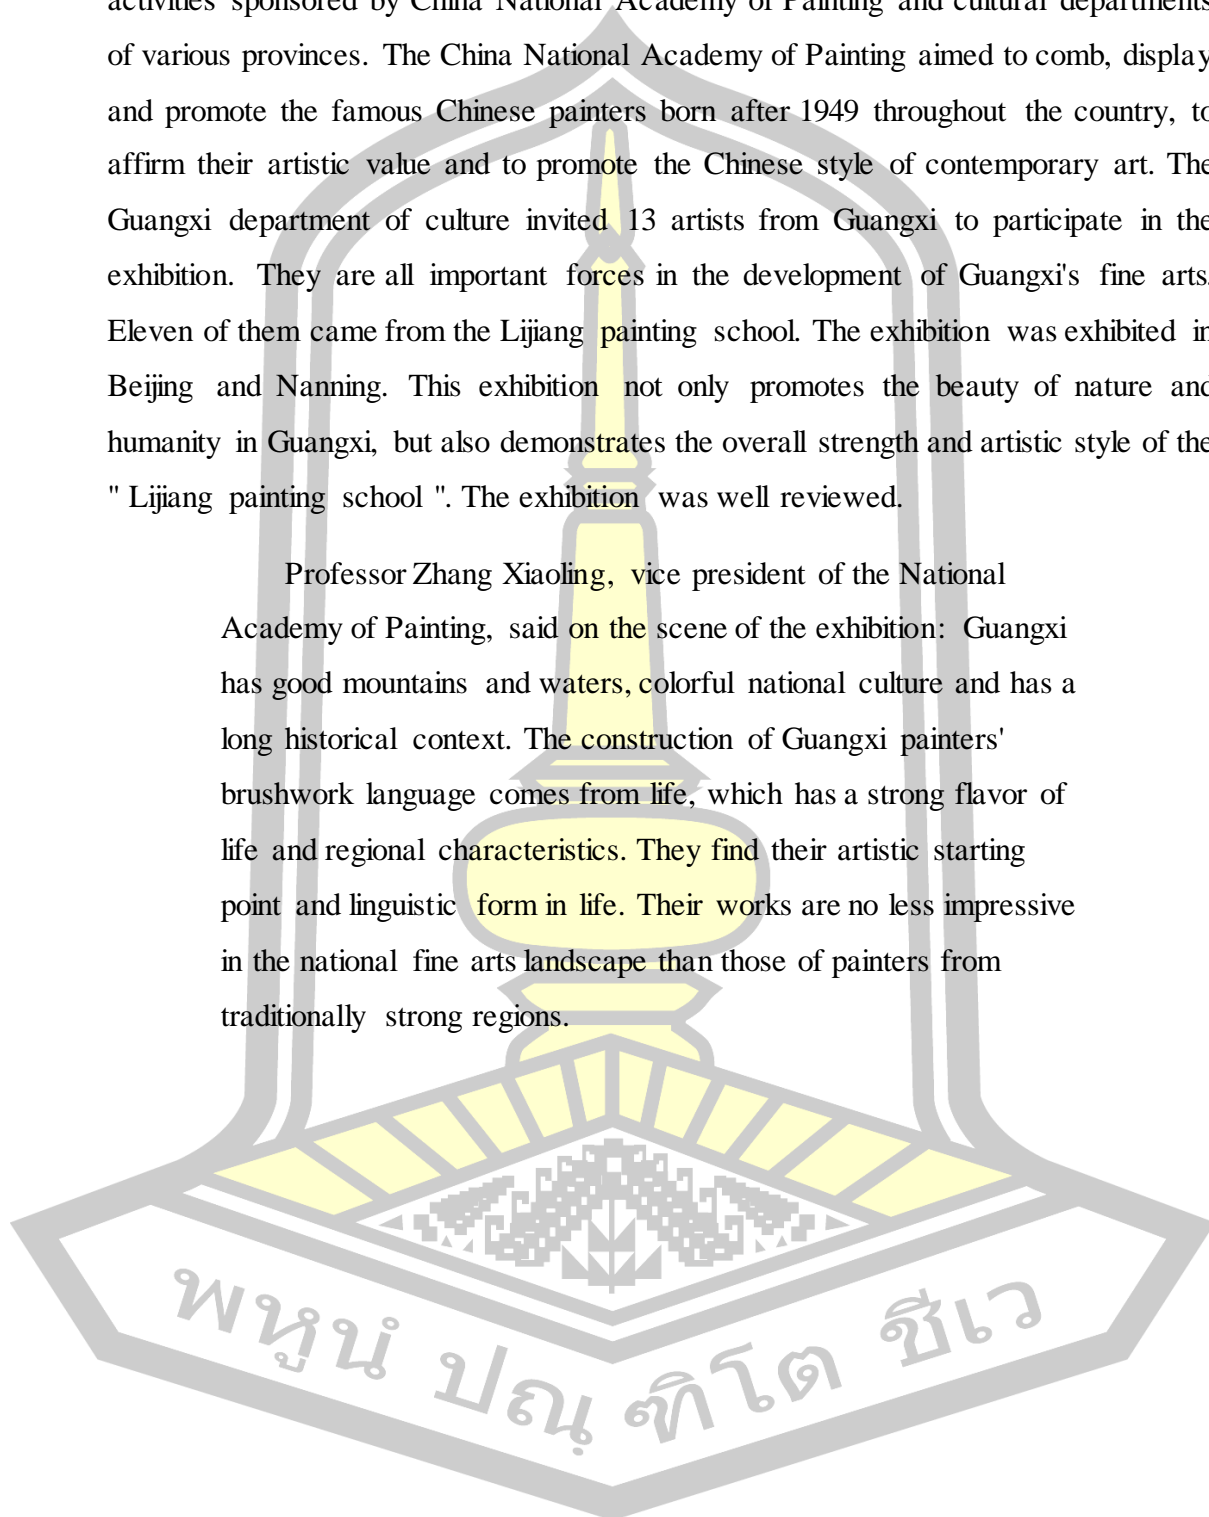 activities sponsored by China National Academy of Painting and cultural departments
of various provinces. The China National Academy of Painting aimed to comb, display
and promote the famous Chinese painters born after 1949 throughout the country, to
affirm their artistic value and to promote the Chinese style of contemporary art. The
Guangxi department of culture invited 13 artists from Guangxi to participate in the
exhibition. They are all important forces in the development of Guangxi's fine arts.
Eleven of them came from the Lijiang painting school. The exhibition was exhibited in
Beijing and Nanning. This exhibition not only promotes the beauty of nature and
humanity in Guangxi, but also demonstrates the overall strength and artistic style of the
" Lijiang painting school ". The exhibition was well reviewed.
Professor Zhang Xiaoling, vice president of the National
Academy of Painting, said on the scene of the exhibition: Guangxi
has good mountains and waters, colorful national culture and has a
long historical context. The construction of Guangxi painters'
brushwork language comes from life, which has a strong flavor of
life and regional characteristics. They find their artistic starting
point and linguistic form in life. Their works are no less impressive
in the national fine arts landscape than those of painters from
traditionally strong regions.
พหูนํ ปณฺฑิโต ชีเว